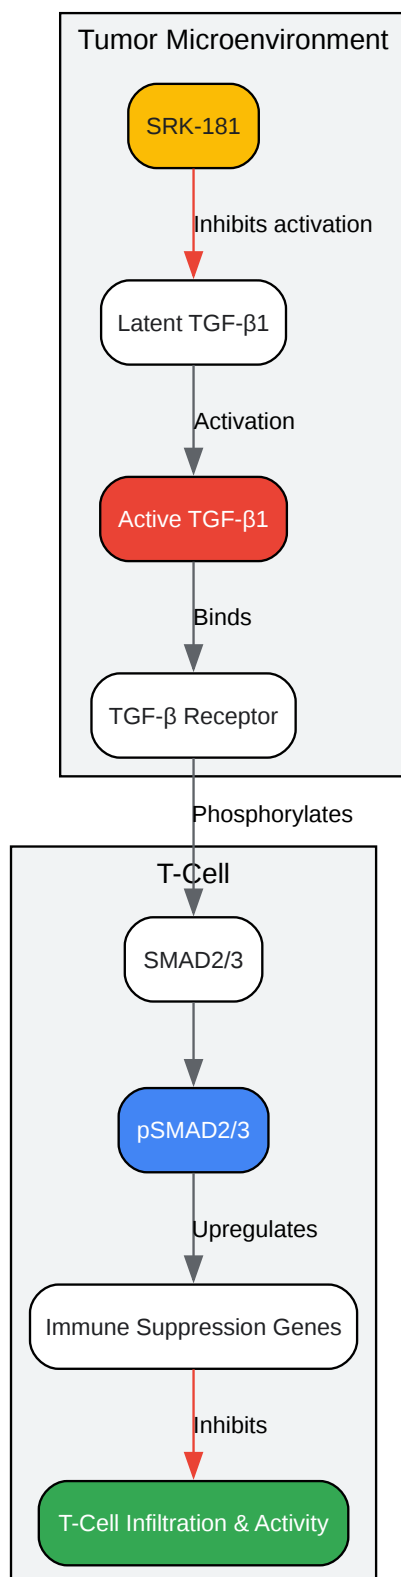 Tumor Microenvironment
SRK-181
Inhibits activation
Latent TGF-β1
Activation
Active TGF-β1
Binds
TGF-β Receptor
Phosphorylates
T-Cell
SMAD2/3
pSMAD2/3
Upregulates
Immune Suppression Genes
Inhibits
T-Cell Infiltration & Activity